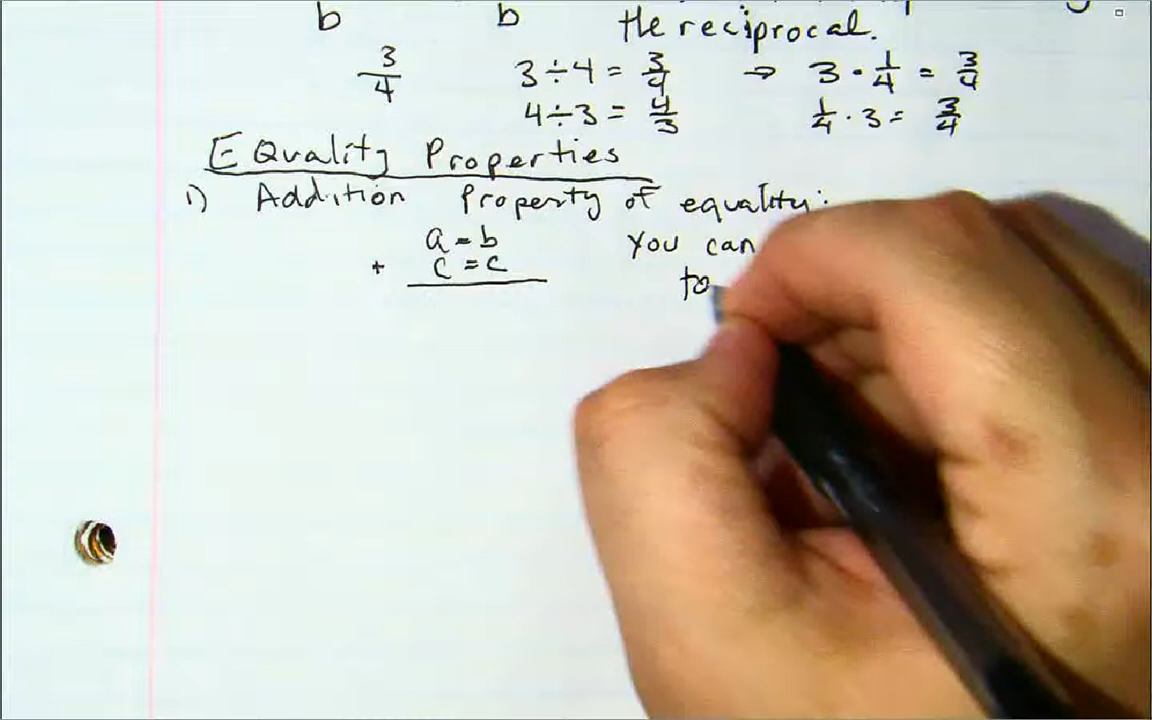 b b the reciprocal.
3/4 3÷4 = 3/4 → 3 · 1/4 = 3/4
4÷3 = 4/3 1/4 · 3 = 3/4
Equality Properties
1) Addition Property of equality:
a = b You can
+ c = c to